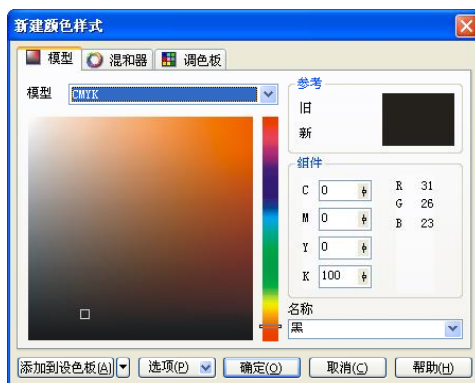 新建颜色样式
模型 混和器 调色板
模型 CMYK
参考
旧
新
组件
C 0 R 31
M 0 G 26
Y 0 B 23
K 100
名称
黑
添加到设色板(A) 选项(P) 确定(O) 取消(C) 帮助(H)